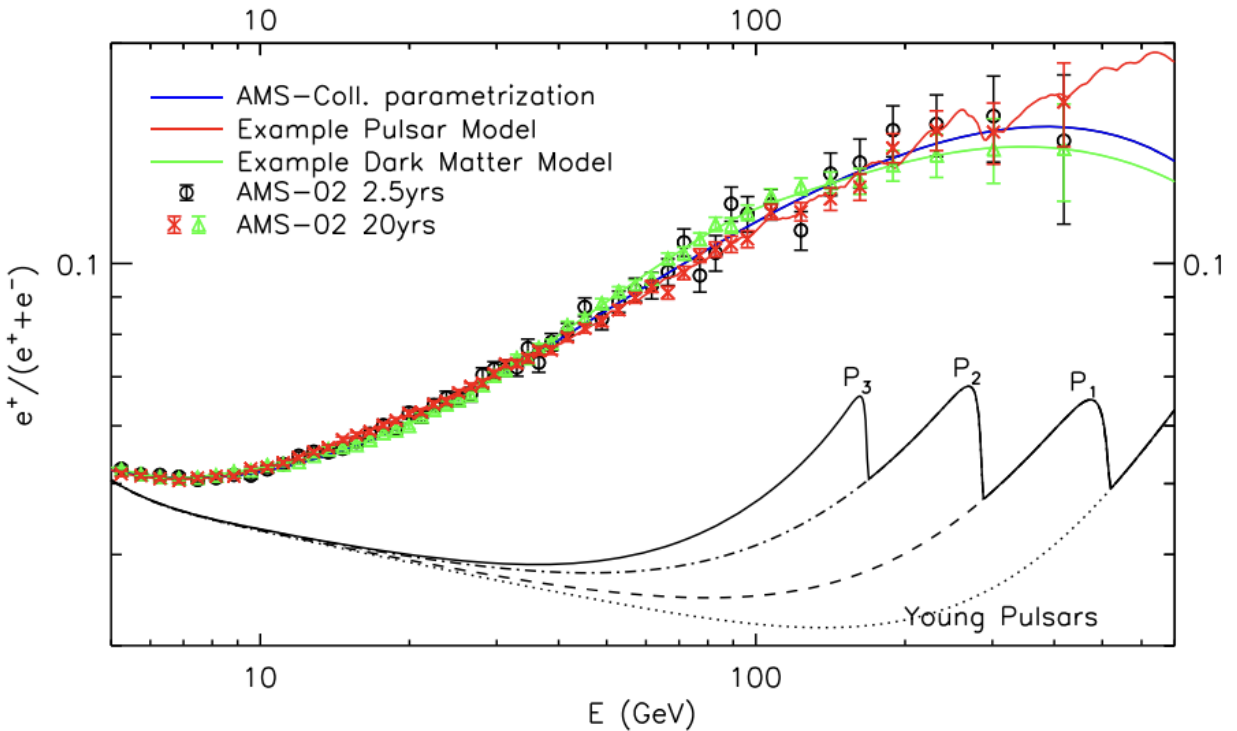 10 100
AMS-Coll. parametrization
Example Pulsar Model
Example Dark Matter Model
AMS-02 2.5yrs
AMS-02 20yrs
0.1 0.1
e⁺/(e⁺+e⁻)
P₃ P₂ P₁
Young Pulsars
10 100
E (GeV)